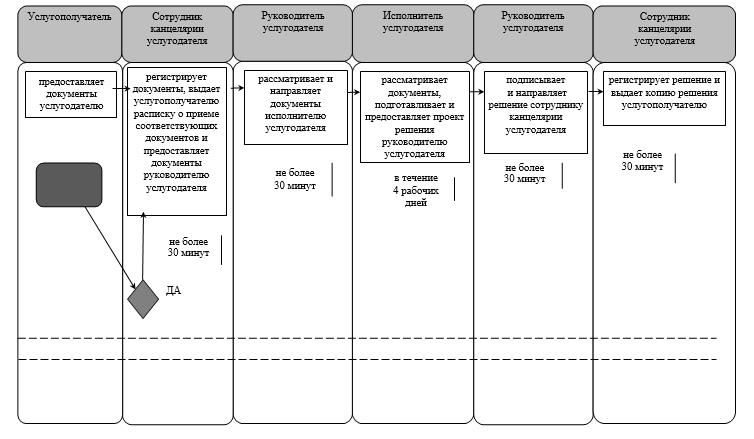 Услугополучатель
Сотрудник
канцелярии
услугодателя
Руководитель
услугодателя
Исполнитель
услугодателя
Руководитель
услугодателя
Сотрудник
канцелярии
услугодателя
предоставляет
документы
услугодателю
регистрирует
документы, выдает
услугополучателю
расписку о приеме
соответствующих
документов и
предоставляет
документы
руководителю
услугодателя
рассматривает и
направляет
документы
исполнителю
услугодателя
рассматривает
документы,
подготавливает и
предоставляет проект
решения
руководителю
услугодателя
подписывает
и направляет
решение сотруднику
канцелярии
услугодателя
регистрирует решение и
выдает копию решения
услугополучателю
не более
30 минут
не более
30 минут
в течение
4 рабочих
дней
не более
30 минут
не более
30 минут
ДА